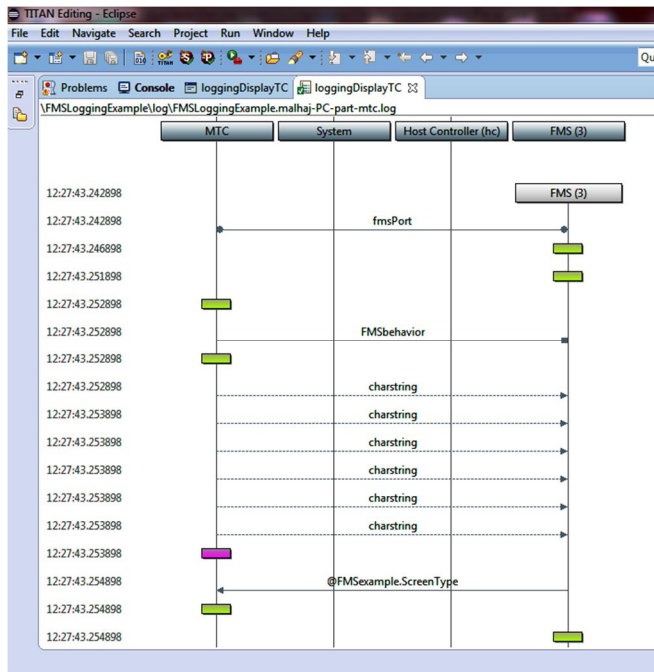 TITAN Editing - Eclipse
File Edit Navigate Search Project Run Window Help
Qu
Problems Console loggingDisplayTC loggingDisplayTC
\FMSLoggingExample\log\FMSLoggingExample.malhaj-PC-part-mtc.log
MTC System Host Controller (hc) FMS (3)
12:27:43.242898 FMS (3)
12:27:43.242898 fmsPort
12:27:43.246898
12:27:43.251898
12:27:43.252898
12:27:43.252898 FMSbehavior
12:27:43.252898
12:27:43.252898 charstring
12:27:43.253898 charstring
12:27:43.253898 charstring
12:27:43.253898 charstring
12:27:43.253898 charstring
12:27:43.253898 charstring
12:27:43.253898
12:27:43.254898 @FMSexample.ScreenType
12:27:43.254898
12:27:43.254898